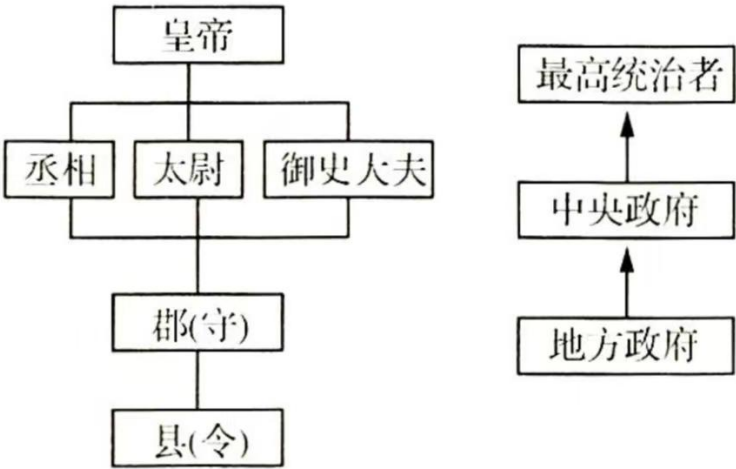 皇帝
最高统治者
丞相
太尉
御史大夫
中央政府
郡(守)
地方政府
县(令)